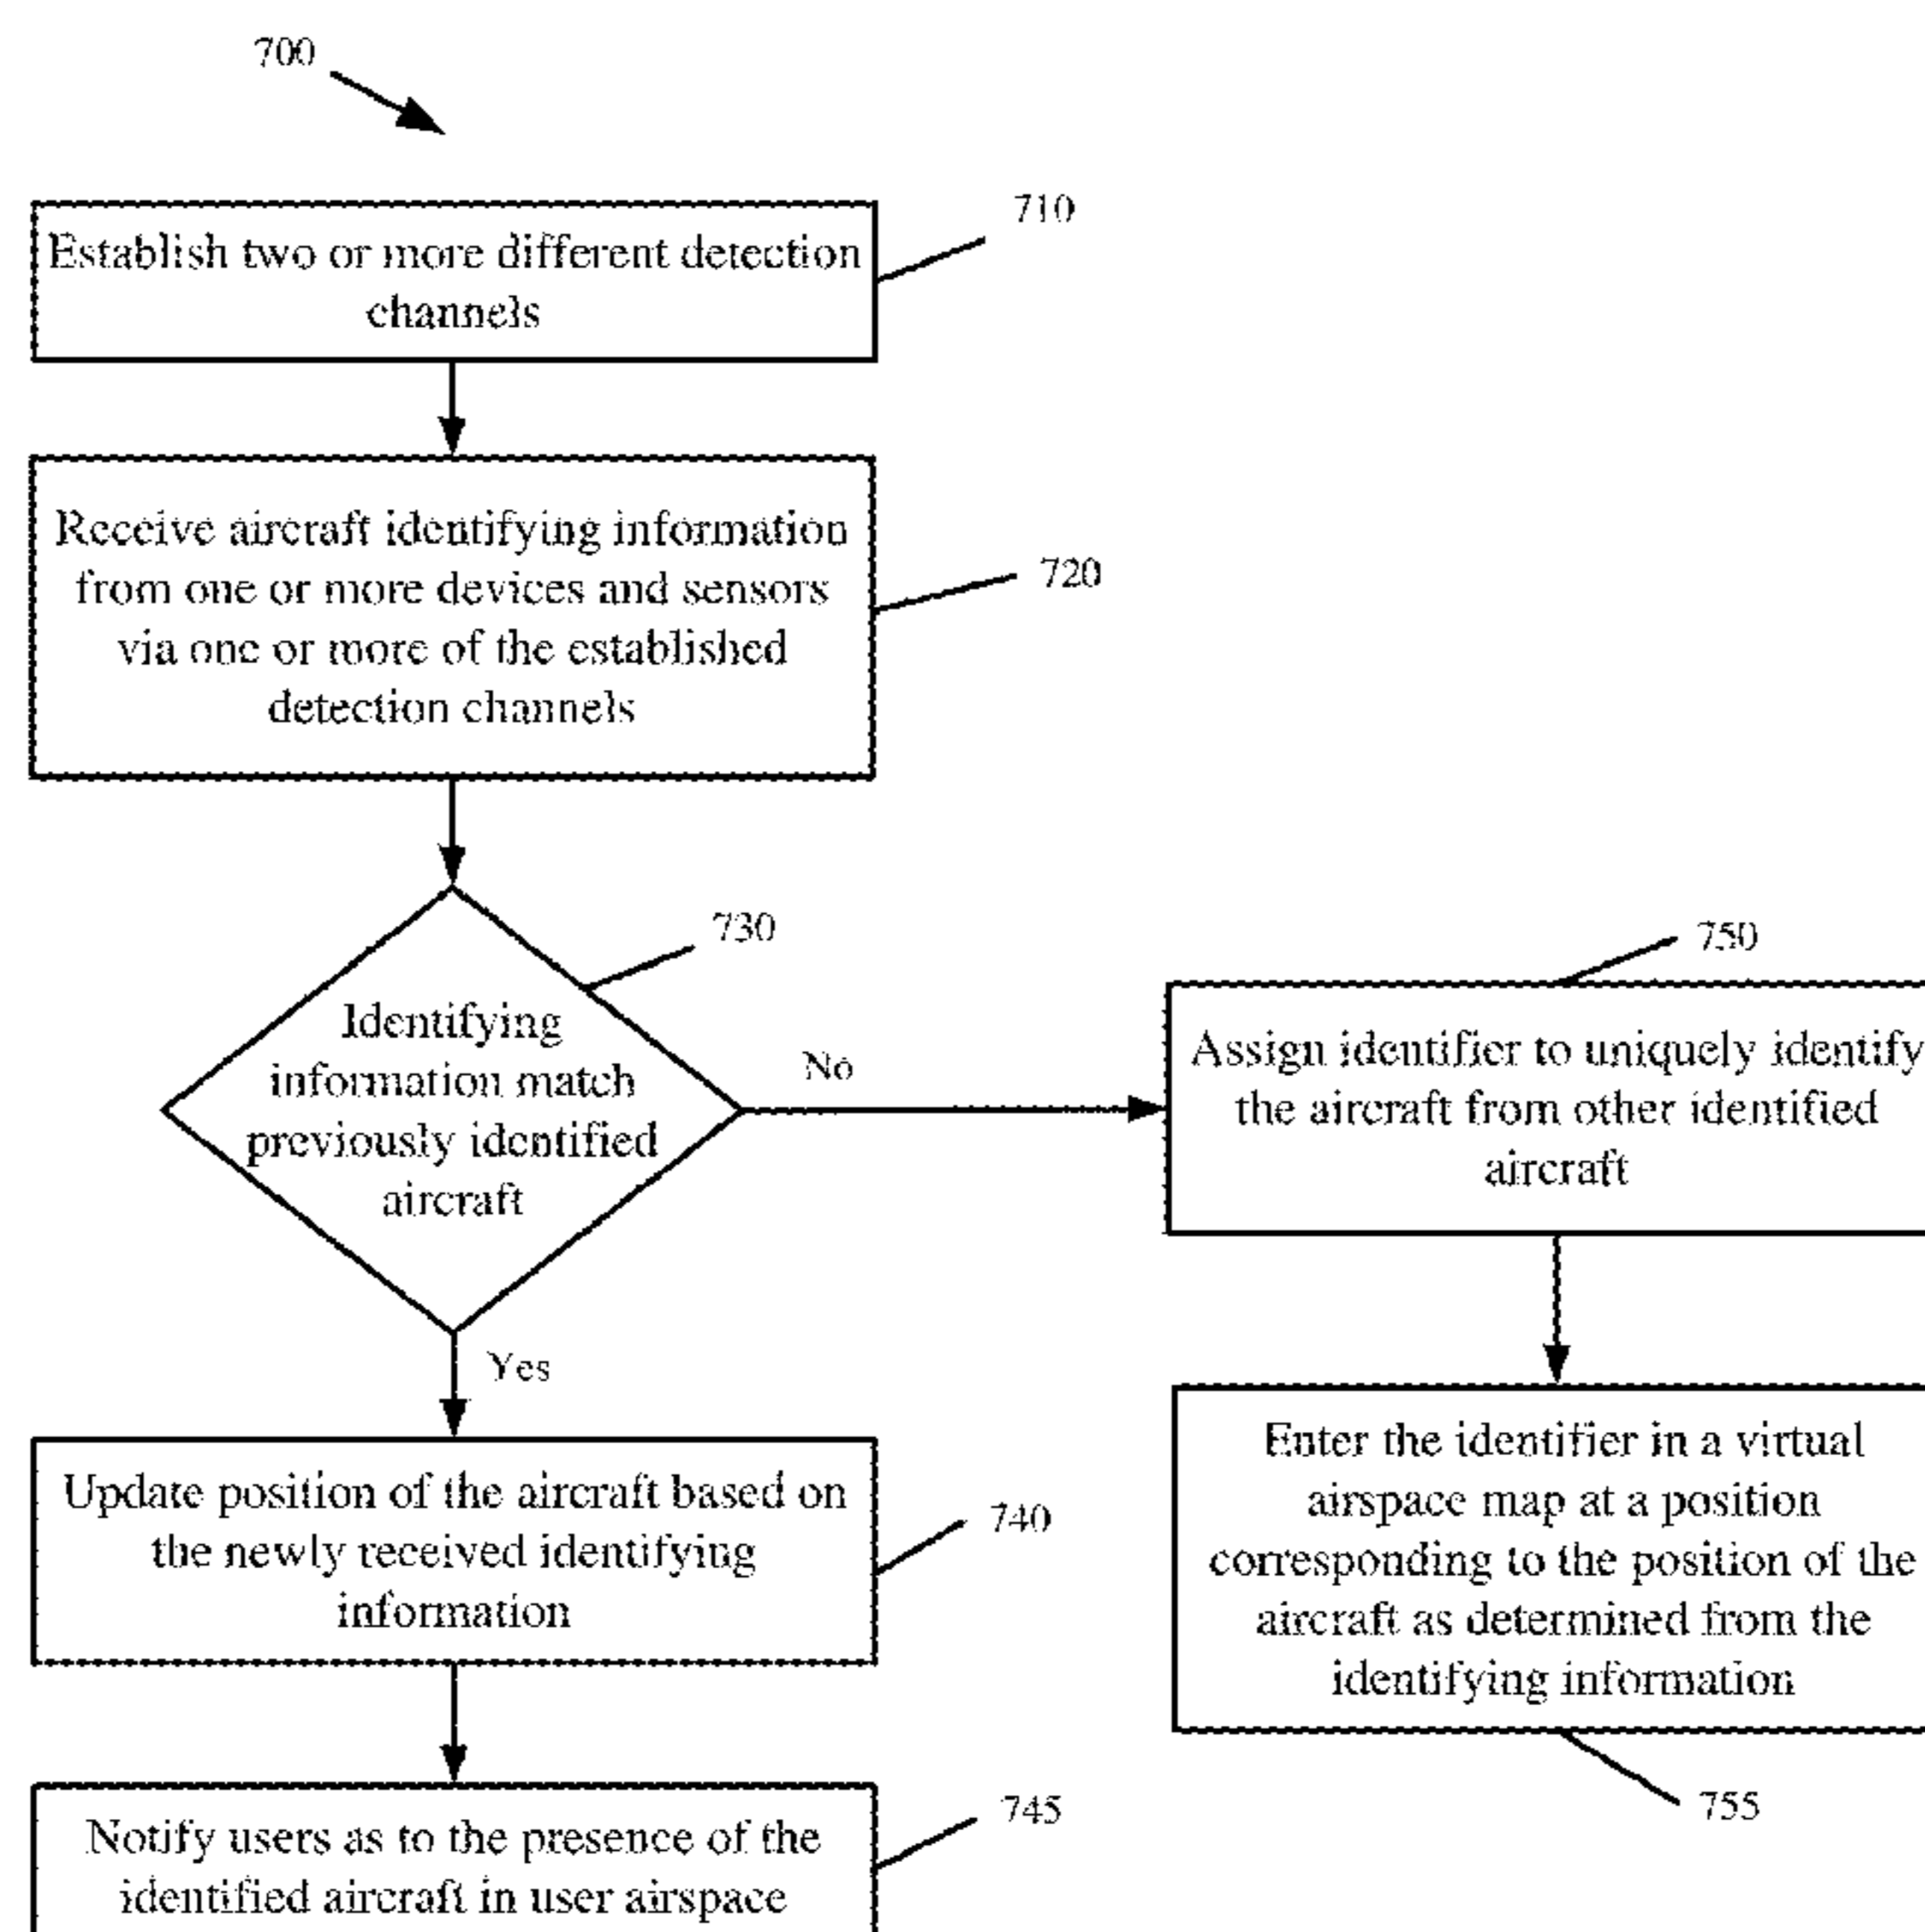 700
710
Establish two or more different detection
channels
Receive aircraft identifying information
from one or more devices and sensors
via one or more of the established
detection channels
720
730
Identifying
information match
previously identified
aircraft
No
750
Assign identifier to uniquely identify
the aircraft from other identified
aircraft
Yes
Update position of the aircraft based on
the newly received identifying
information
740
Enter the identifier in a virtual
airspace map at a position
corresponding to the position of the
aircraft as determined from the
identifying information
755
Notify users as to the presence of the
identified aircraft in user airspace
745